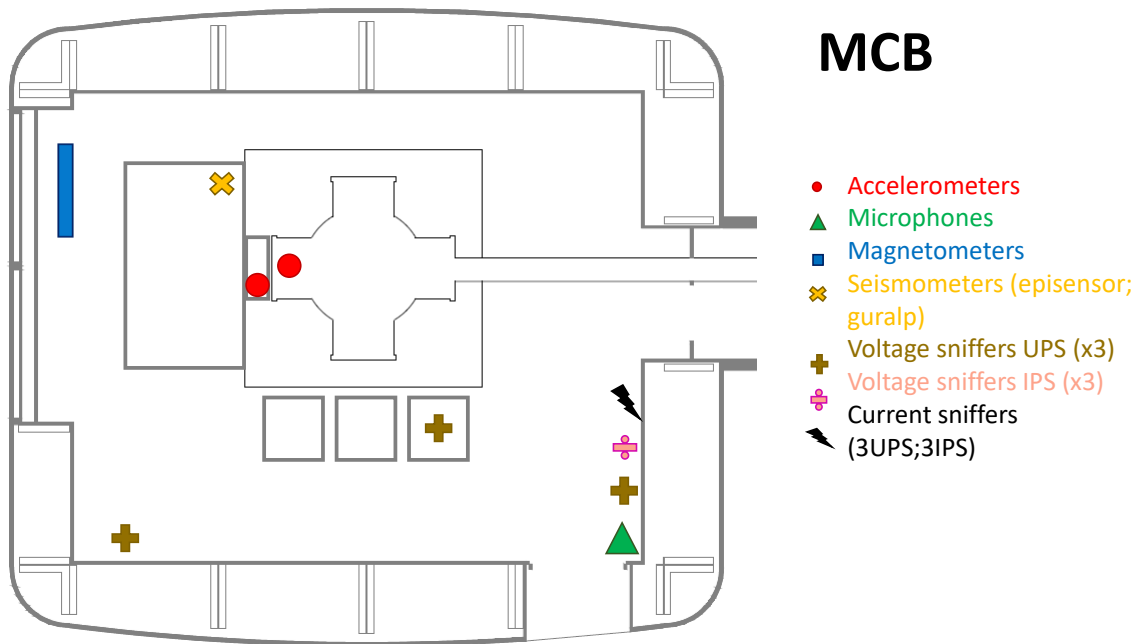 MCB
Accelerometers
Microphones
Magnetometers
Seismometers (episensor;
guralp)
Voltage sniffers UPS (x3)
Voltage sniffers IPS (x3)
Current sniffers
(3UPS;3IPS)